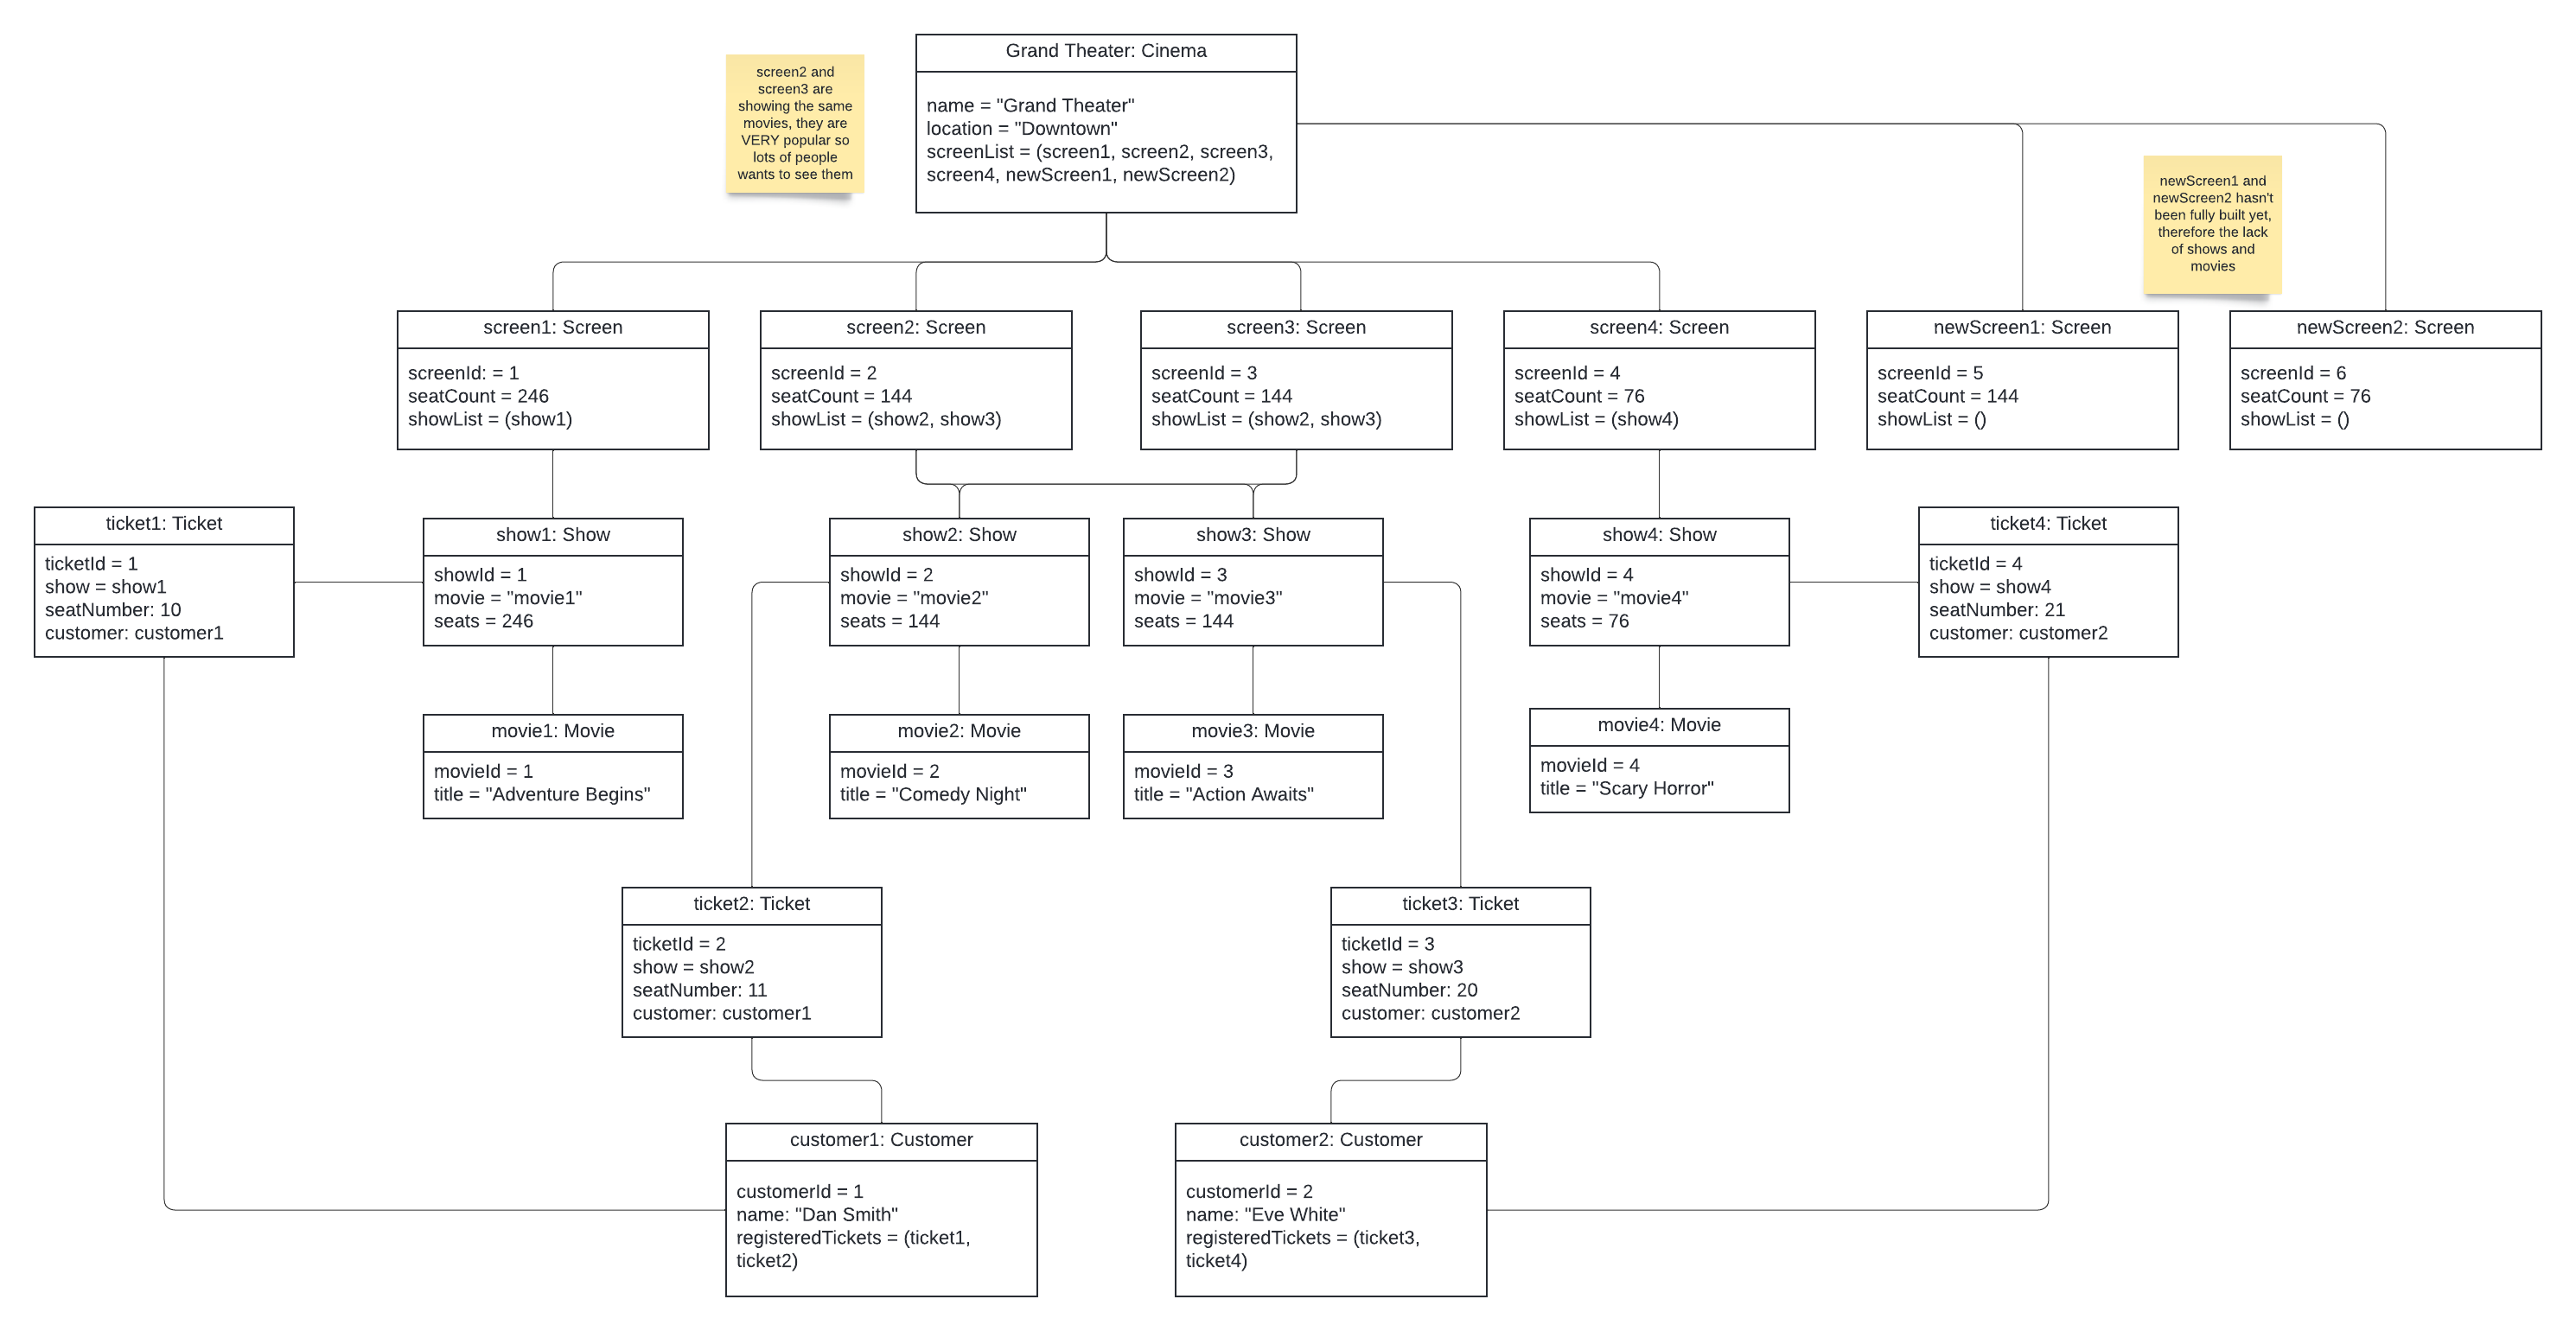 Grand Theater: Cinema
name = "Grand Theater"
location = "Downtown"
screenList = (screen1, screen2, screen3,
screen4, newScreen1, newScreen2)
screen2 and
screen3 are
showing the same
movies, they are
VERY popular so
lots of people
wants to see them
newScreen1 and
newScreen2 hasn't
been fully built yet,
therefore the lack
of shows and
movies
screen1: Screen
screenId: = 1
seatCount = 246
showList = (show1)
screen2: Screen
screenId = 2
seatCount = 144
showList = (show2, show3)
screen3: Screen
screenId = 3
seatCount = 144
showList = (show2, show3)
screen4: Screen
screenId = 4
seatCount = 76
showList = (show4)
newScreen1: Screen
screenId = 5
seatCount = 144
showList = ()
newScreen2: Screen
screenId = 6
seatCount = 76
showList = ()
ticket1: Ticket
ticketId = 1
show = show1
seatNumber: 10
customer: customer1
show1: Show
showId = 1
movie = "movie1"
seats = 246
show2: Show
showId = 2
movie = "movie2"
seats = 144
show3: Show
showId = 3
movie = "movie3"
seats = 144
show4: Show
showId = 4
movie = "movie4"
seats = 76
ticket4: Ticket
ticketId = 4
show = show4
seatNumber: 21
customer: customer2
movie1: Movie
movieId = 1
title = "Adventure Begins"
movie2: Movie
movieId = 2
title = "Comedy Night"
movie3: Movie
movieId = 3
title = "Action Awaits"
movie4: Movie
movieId = 4
title = "Scary Horror"
ticket2: Ticket
ticketId = 2
show = show2
seatNumber: 11
customer: customer1
ticket3: Ticket
ticketId = 3
show = show3
seatNumber: 20
customer: customer2
customer1: Customer
customerId = 1
name: "Dan Smith"
registeredTickets = (ticket1,
ticket2)
customer2: Customer
customerId = 2
name: "Eve White"
registeredTickets = (ticket3,
ticket4)